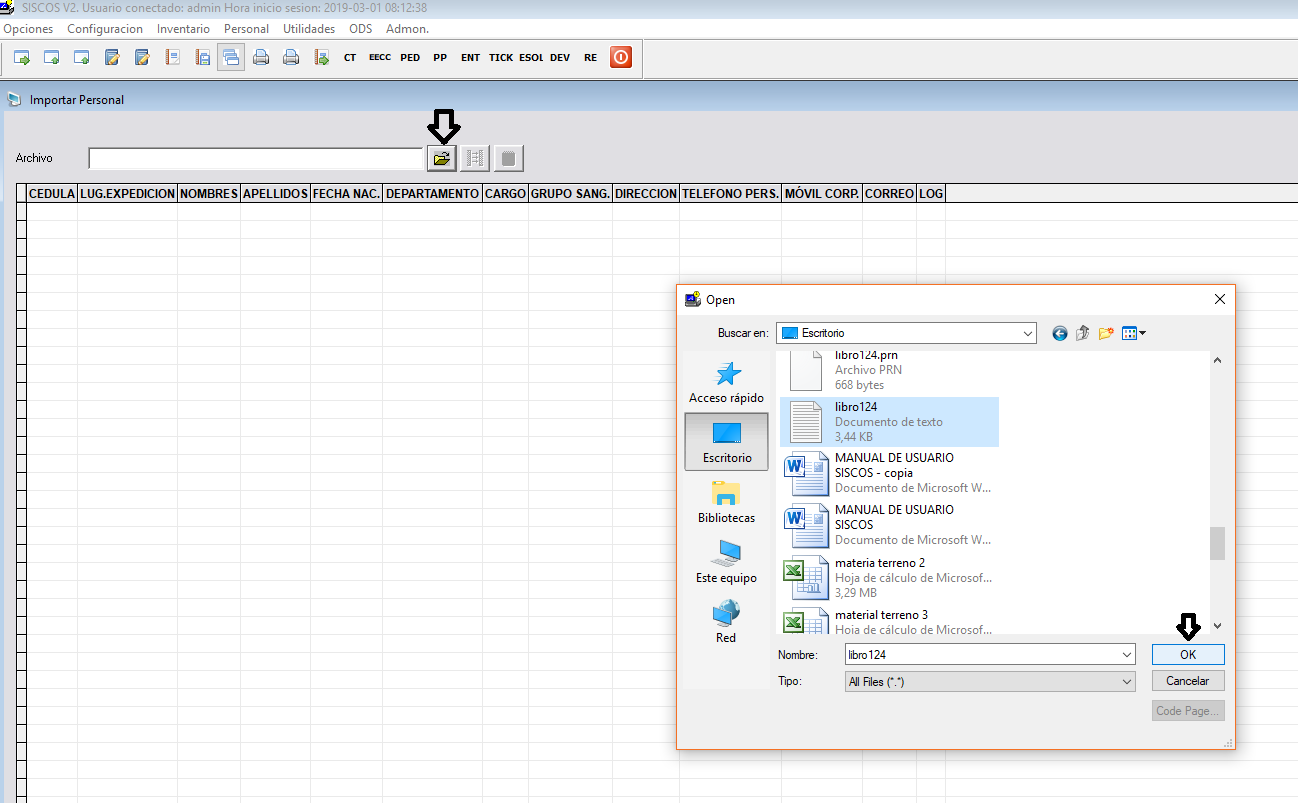 SISCOS V2. Usuario conectado: admin Hora inicio sesion: 2019-03-01 08:12:38
Opciones Configuracion Inventario Personal Utilidades ODS Admon.
CT EECC PED PP ENT TICK ESOL DEV RE
Importar Personal
Archivo
CEDULA LUG.EXPEDICION NOMBRES APELLIDOS FECHA NAC. DEPARTAMENTO CARGO GRUPO SANG. DIRECCION TELEFONO PERS. MÓVIL CORP. CORREO LOG
Open
Buscar en: Escritorio
Acceso rápido
Escritorio
Bibliotecas
Este equipo
Red
libro124.prn
Archivo PRN
668 bytes
libro124
Documento de texto
3,44 KB
MANUAL DE USUARIO
SISCOS - copia
Documento de Microsoft W...
MANUAL DE USUARIO
SISCOS
Documento de Microsoft W...
materia terreno 2
Hoja de cálculo de Microsof...
3,29 MB
material terreno 3
Hoja de cálculo de Microsof...
Nombre: libro124 OK
Tipo: All Files (*.*) Cancelar
Code Page...